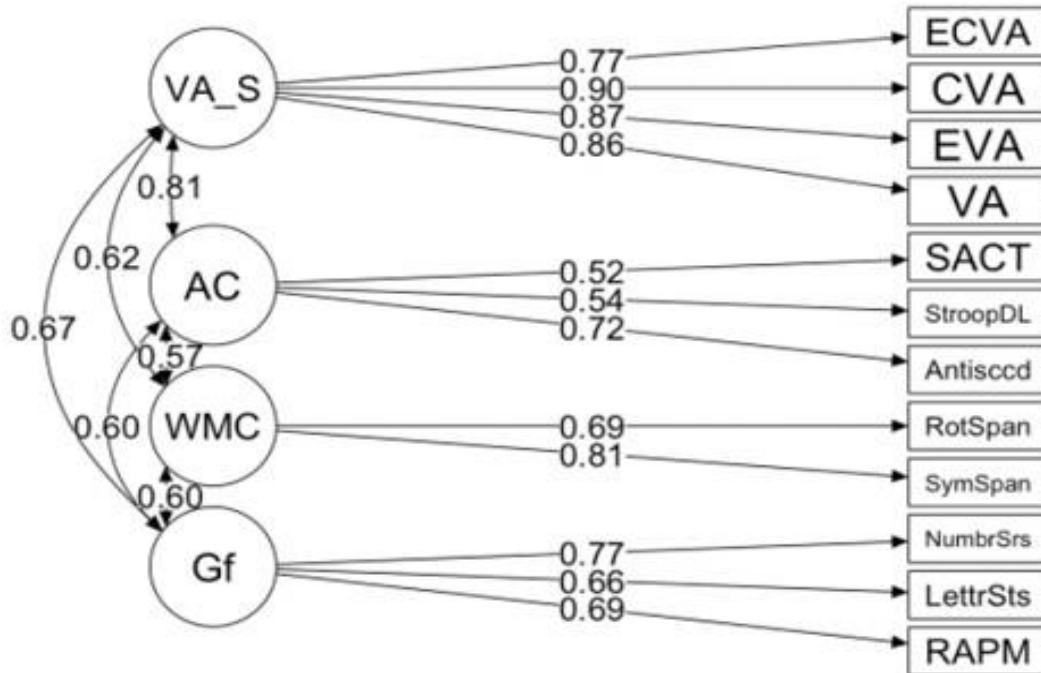 ECVA
0.77
VA_S
0.90
CVA
0.87
EVA
0.86
VA
0.81
0.62
SACT
0.52
AC
0.54
StroopDL
0.72
0.67
0.57
Antisccd
0.60
WMC
0.69
RotSpan
0.81
SymSpan
0.60
NumbrSrs
0.77
Gf
0.66
LettrSts
0.69
RAPM